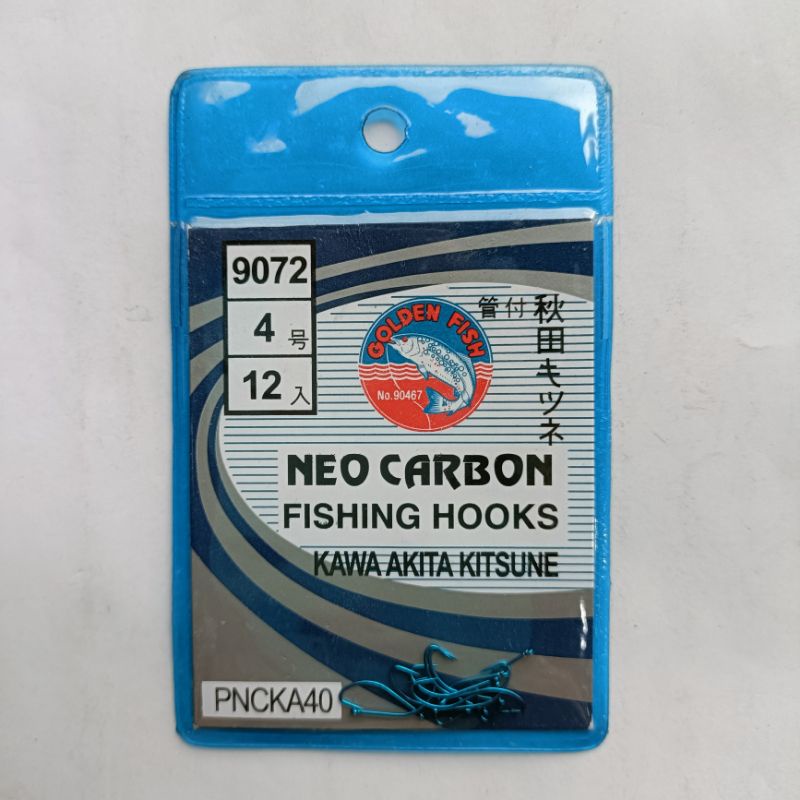 9072
4 号
12 入
GOLDEN FISH
No.90467
管付
秋田キツネ
NEO CARBON
FISHING HOOKS
KAWA AKITA KITSUNE
PNCKA40